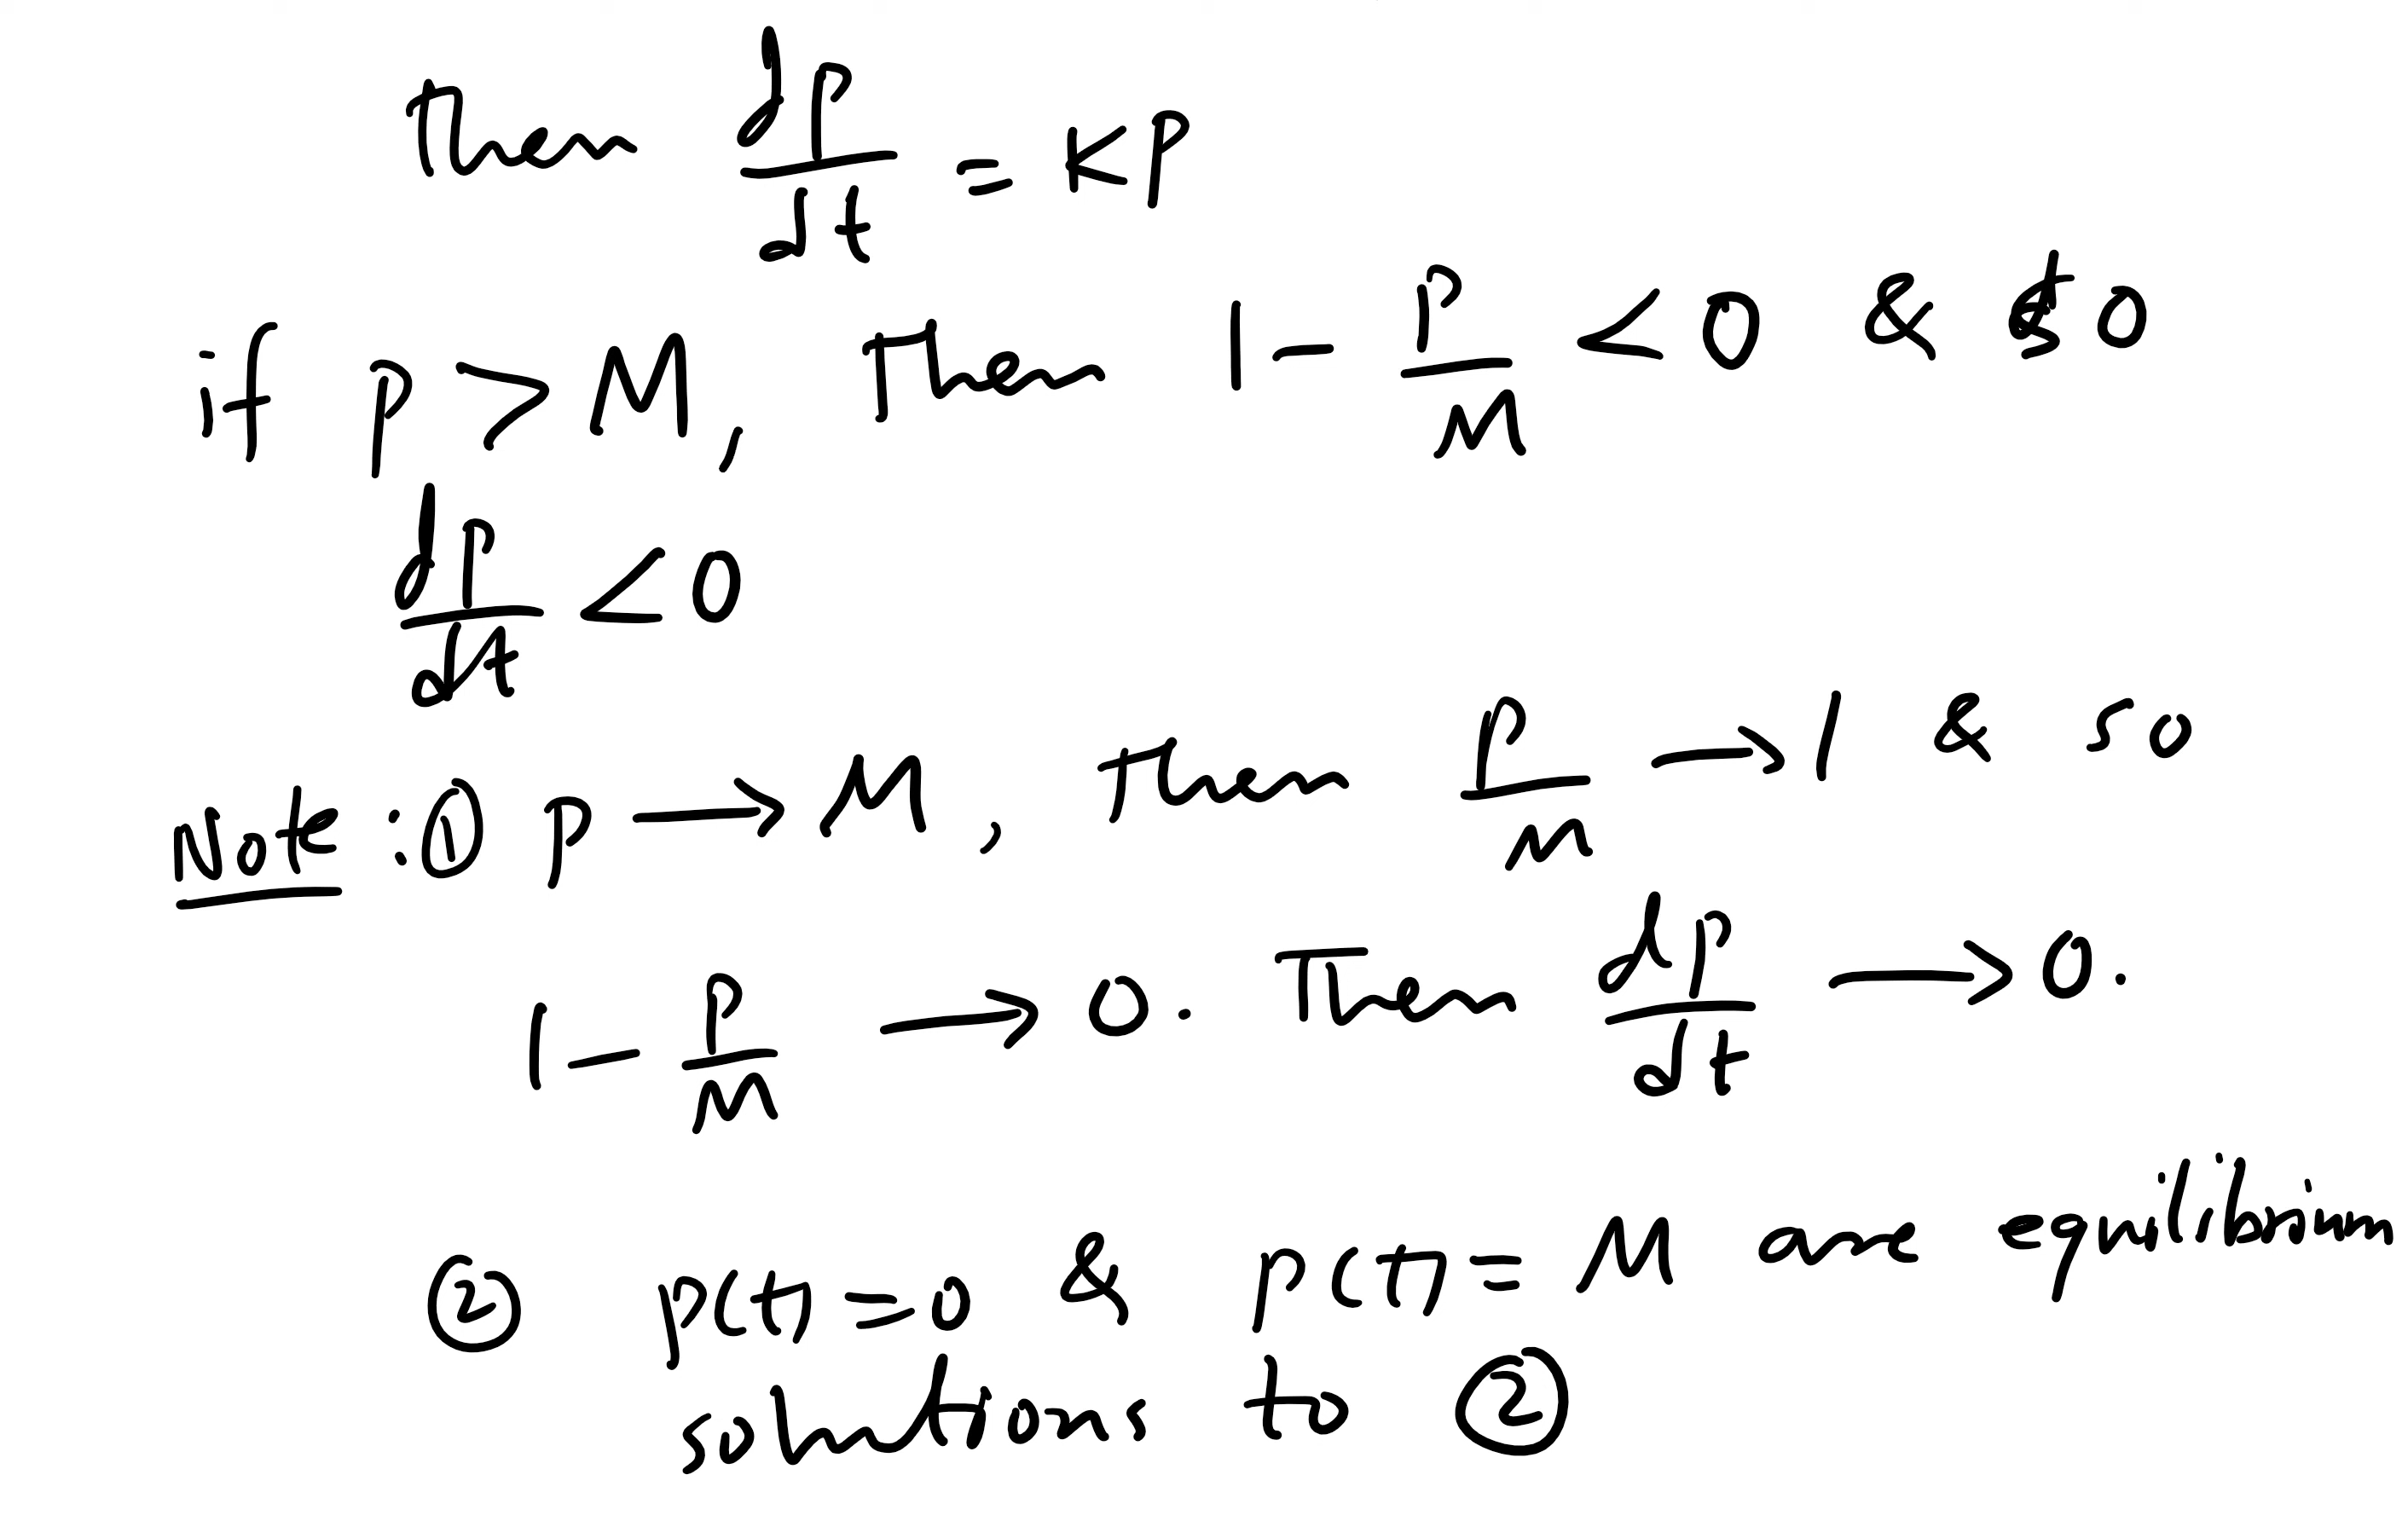 Then dP/dt = KP
if P > M, Then 1 - P/M < 0 & so
dP/dt < 0
Note: ① P → M, then P/M → 1 & so
1 - P/M → 0. Then dP/dt → 0.
② P(t) = 0 & P(t) = M are equilibrium
solutions to ②